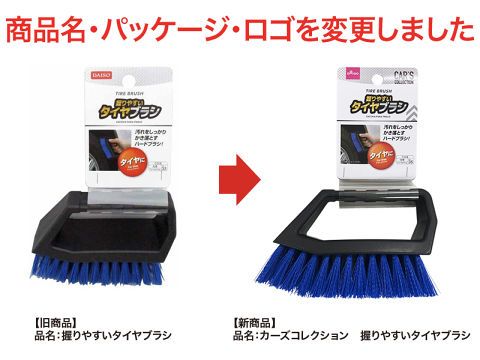 商品名・パッケージ・ロゴを変更しました
DAISO
TIRE BRUSH
握りやすい
タイヤブラシ
汚れをしっかり
かき落とす
ハードブラシ!
タイヤに
Daiso
CAR'S
COLLECTION
TIRE BRUSH
握りやすい
タイヤブラシ
汚れをしっかり
かき落とす
ハードブラシ!
タイヤに
【旧商品】
品名:握りやすいタイヤブラシ
【新商品】
品名:カーズコレクション 握りやすいタイヤブラシ